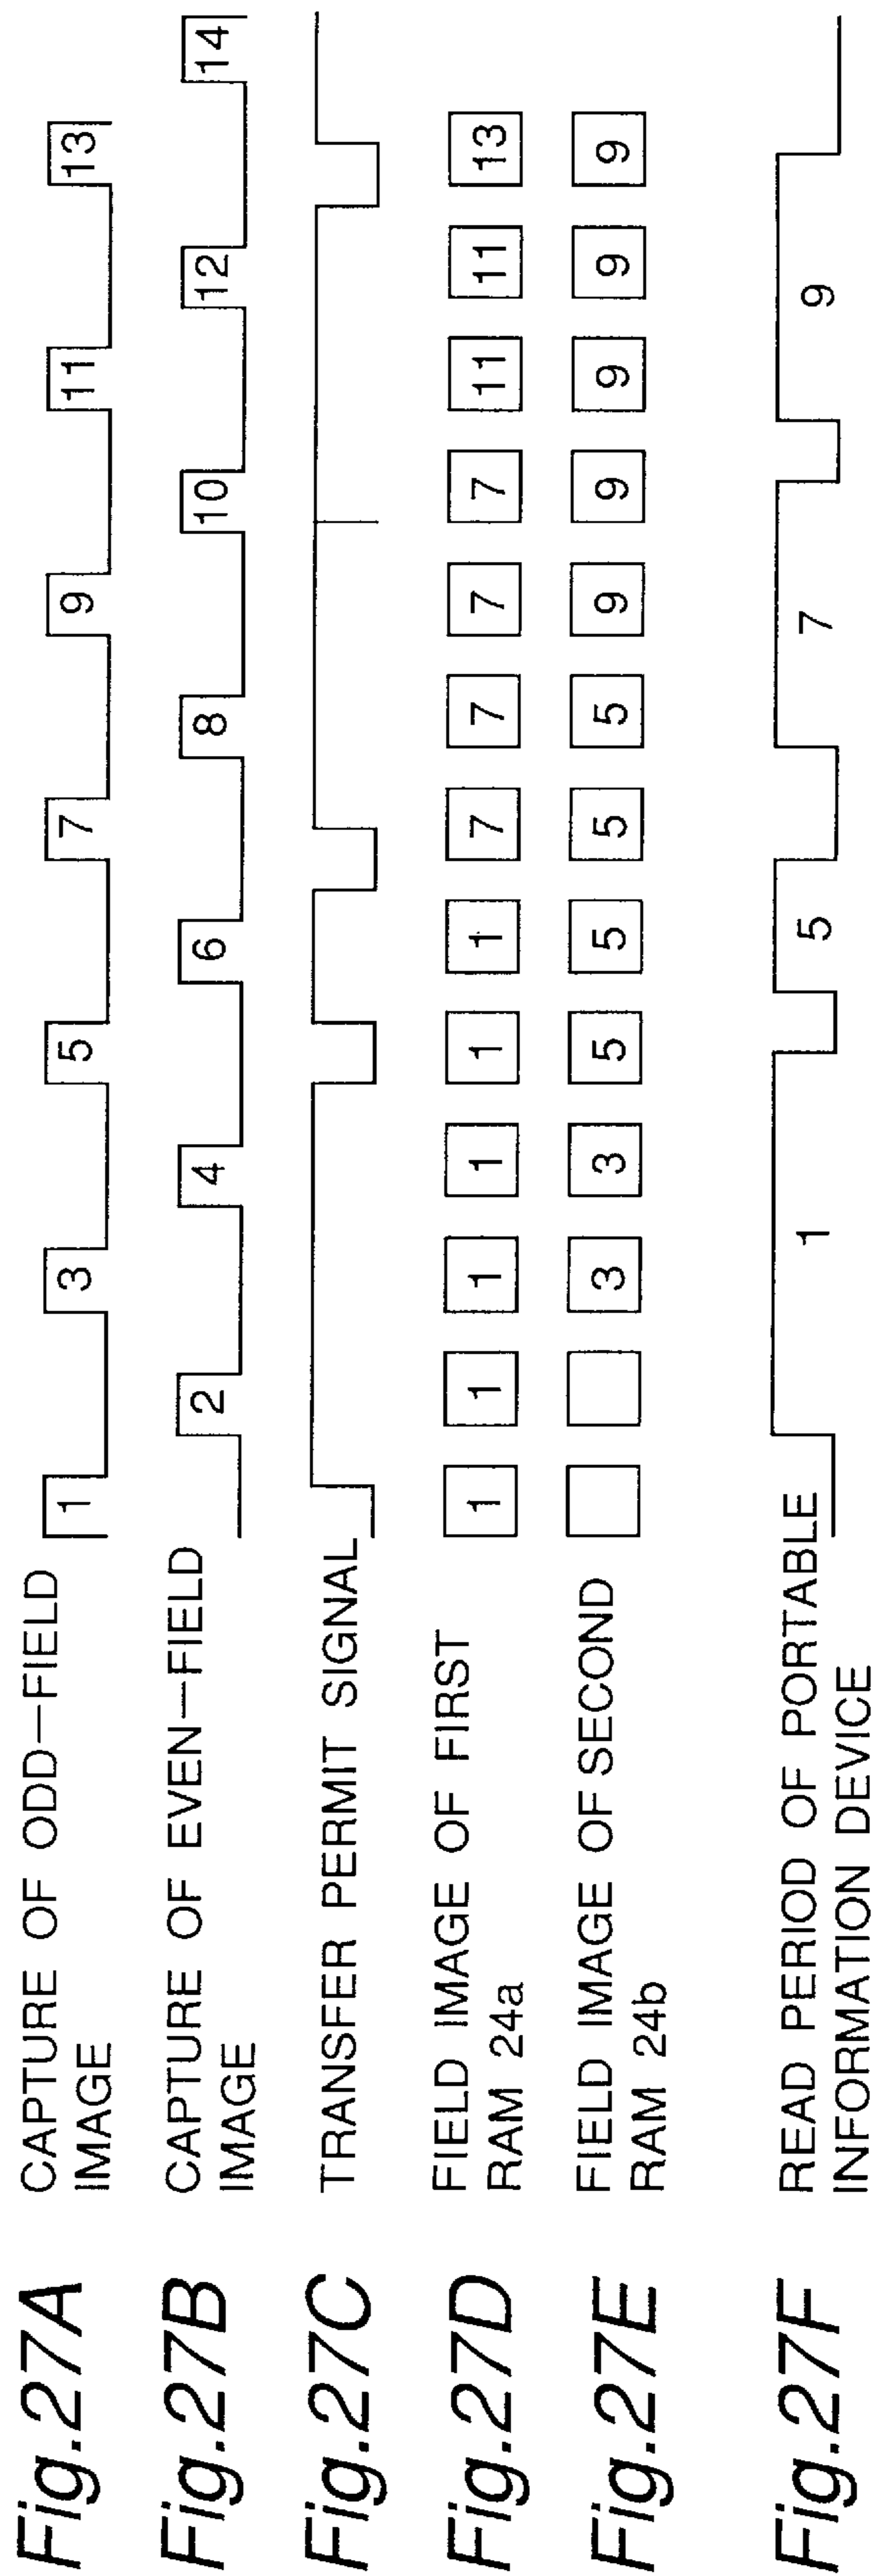 Fig.27A
CAPTURE OF ODD-FIELD
IMAGE
1 3 5 7 9 11 13
Fig.27B
CAPTURE OF EVEN-FIELD
IMAGE
2 4 6 8 10 12 14
Fig.27C
TRANSFER PERMIT SIGNAL
Fig.27D
FIELD IMAGE OF FIRST
RAM 24a
1 1 1 1 1 1 7 7 7 7 11 11 13
Fig.27E
FIELD IMAGE OF SECOND
RAM 24b
3 3 5 5 5 5 9 9 9 9 9
Fig.27F
READ PERIOD OF PORTABLE
INFORMATION DEVICE
1 5 7 9